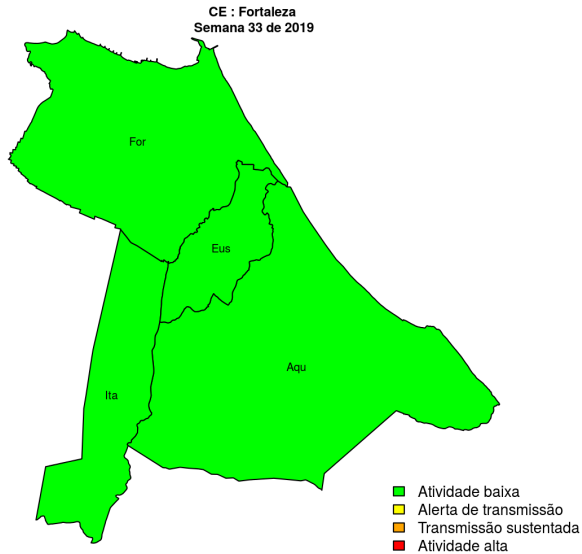 CE : Fortaleza
Semana 33 de 2019
For
Eus
Aqu
Ita
Atividade baixa
Alerta de transmissão
Transmissão sustentada
Atividade alta